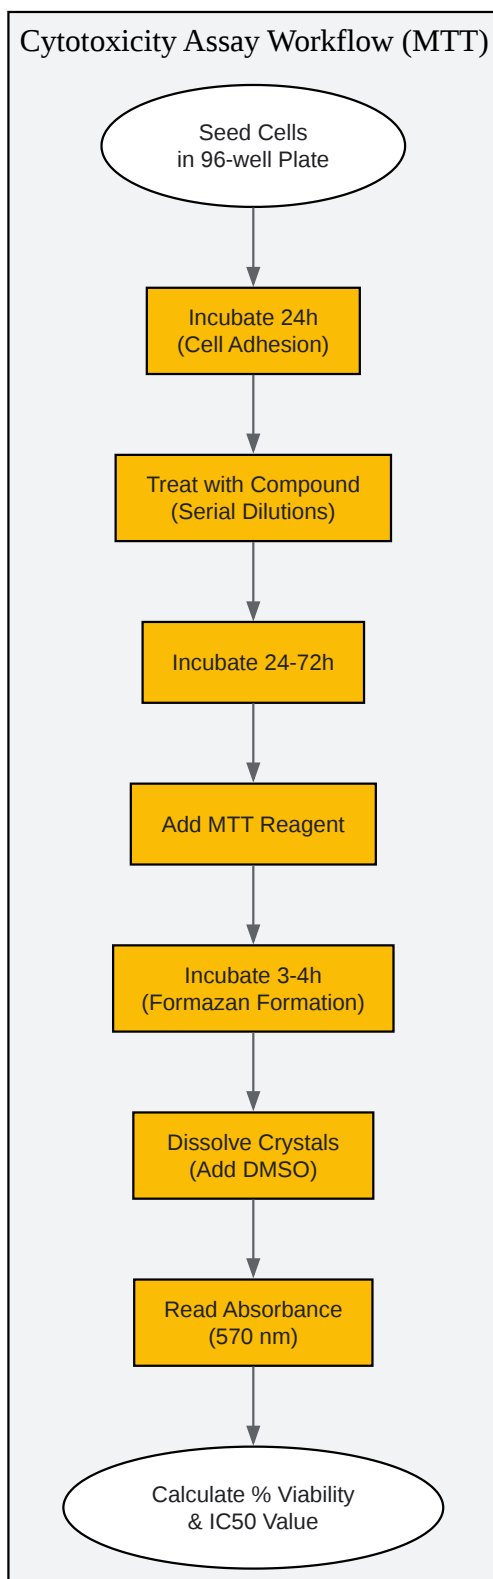 Cytotoxicity Assay Workflow (MTT)
Seed Cells
in 96-well Plate
Incubate 24h
(Cell Adhesion)
Treat with Compound
(Serial Dilutions)
Incubate 24-72h
Add MTT Reagent
Incubate 3-4h
(Formazan Formation)
Dissolve Crystals
(Add DMSO)
Read Absorbance
(570 nm)
Calculate % Viability
& IC50 Value